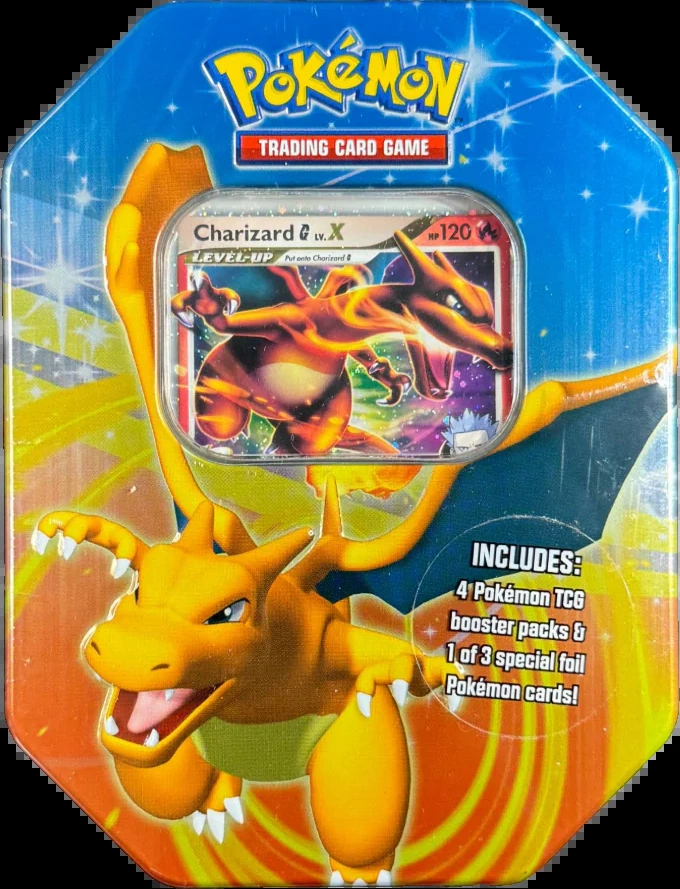 POKéMON
TRADING CARD GAME
Charizard G LV.X
HP120
LEVEL-UP Put onto Charizard G
INCLUDES:
4 Pokémon TCG
booster packs &
1 of 3 special foil
Pokémon cards!